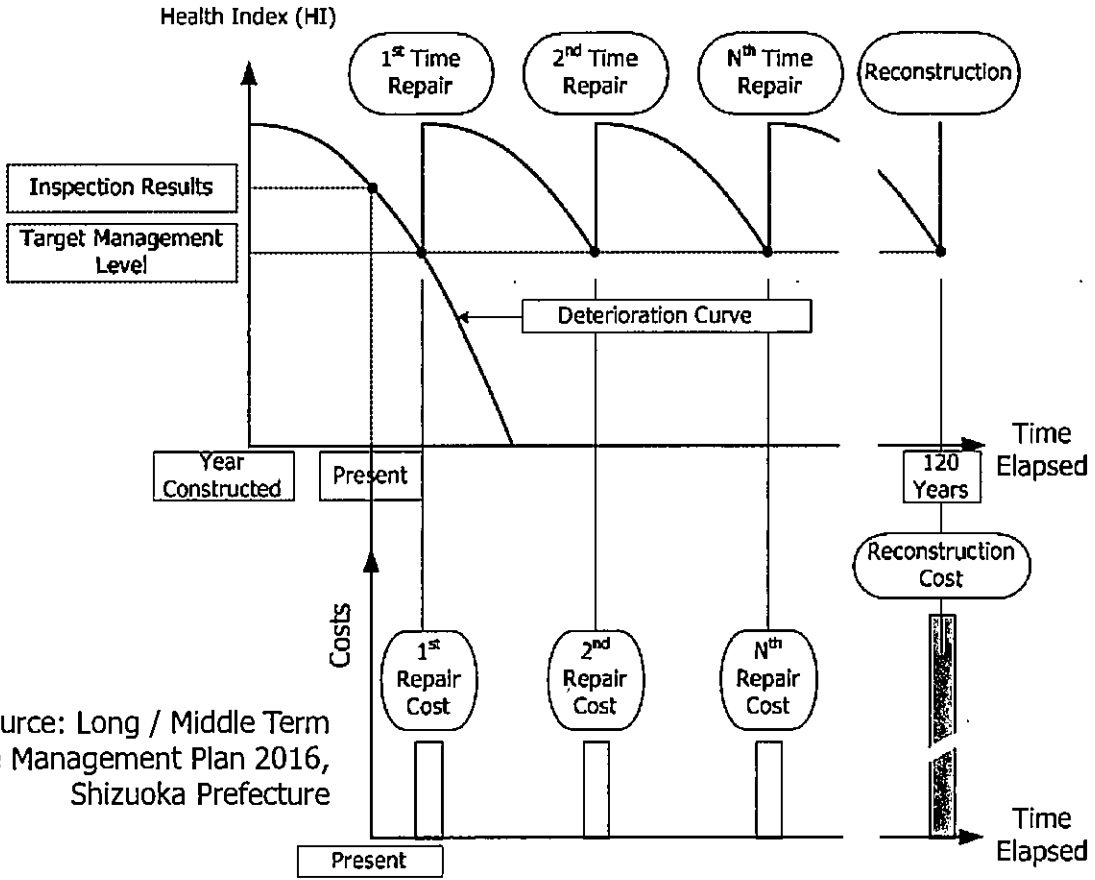 Health Index (HI)
1st Time
Repair
2nd Time
Repair
Nth Time
Repair
Reconstruction
Inspection Results
Target Management
Level
Deterioration Curve
Time
Elapsed
Year
Constructed
Present
120
Years
Reconstruction
Cost
Costs
1st
Repair
Cost
2nd
Repair
Cost
Nth
Repair
Cost
urce: Long / Middle Term
e Management Plan 2016,
Shizuoka Prefecture
Time
Elapsed
Present